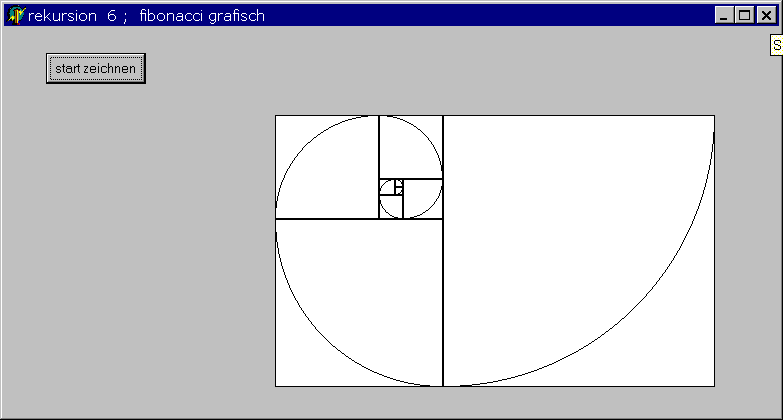 rekursion 6 ; fibonacci grafisch
S
start zeichnen